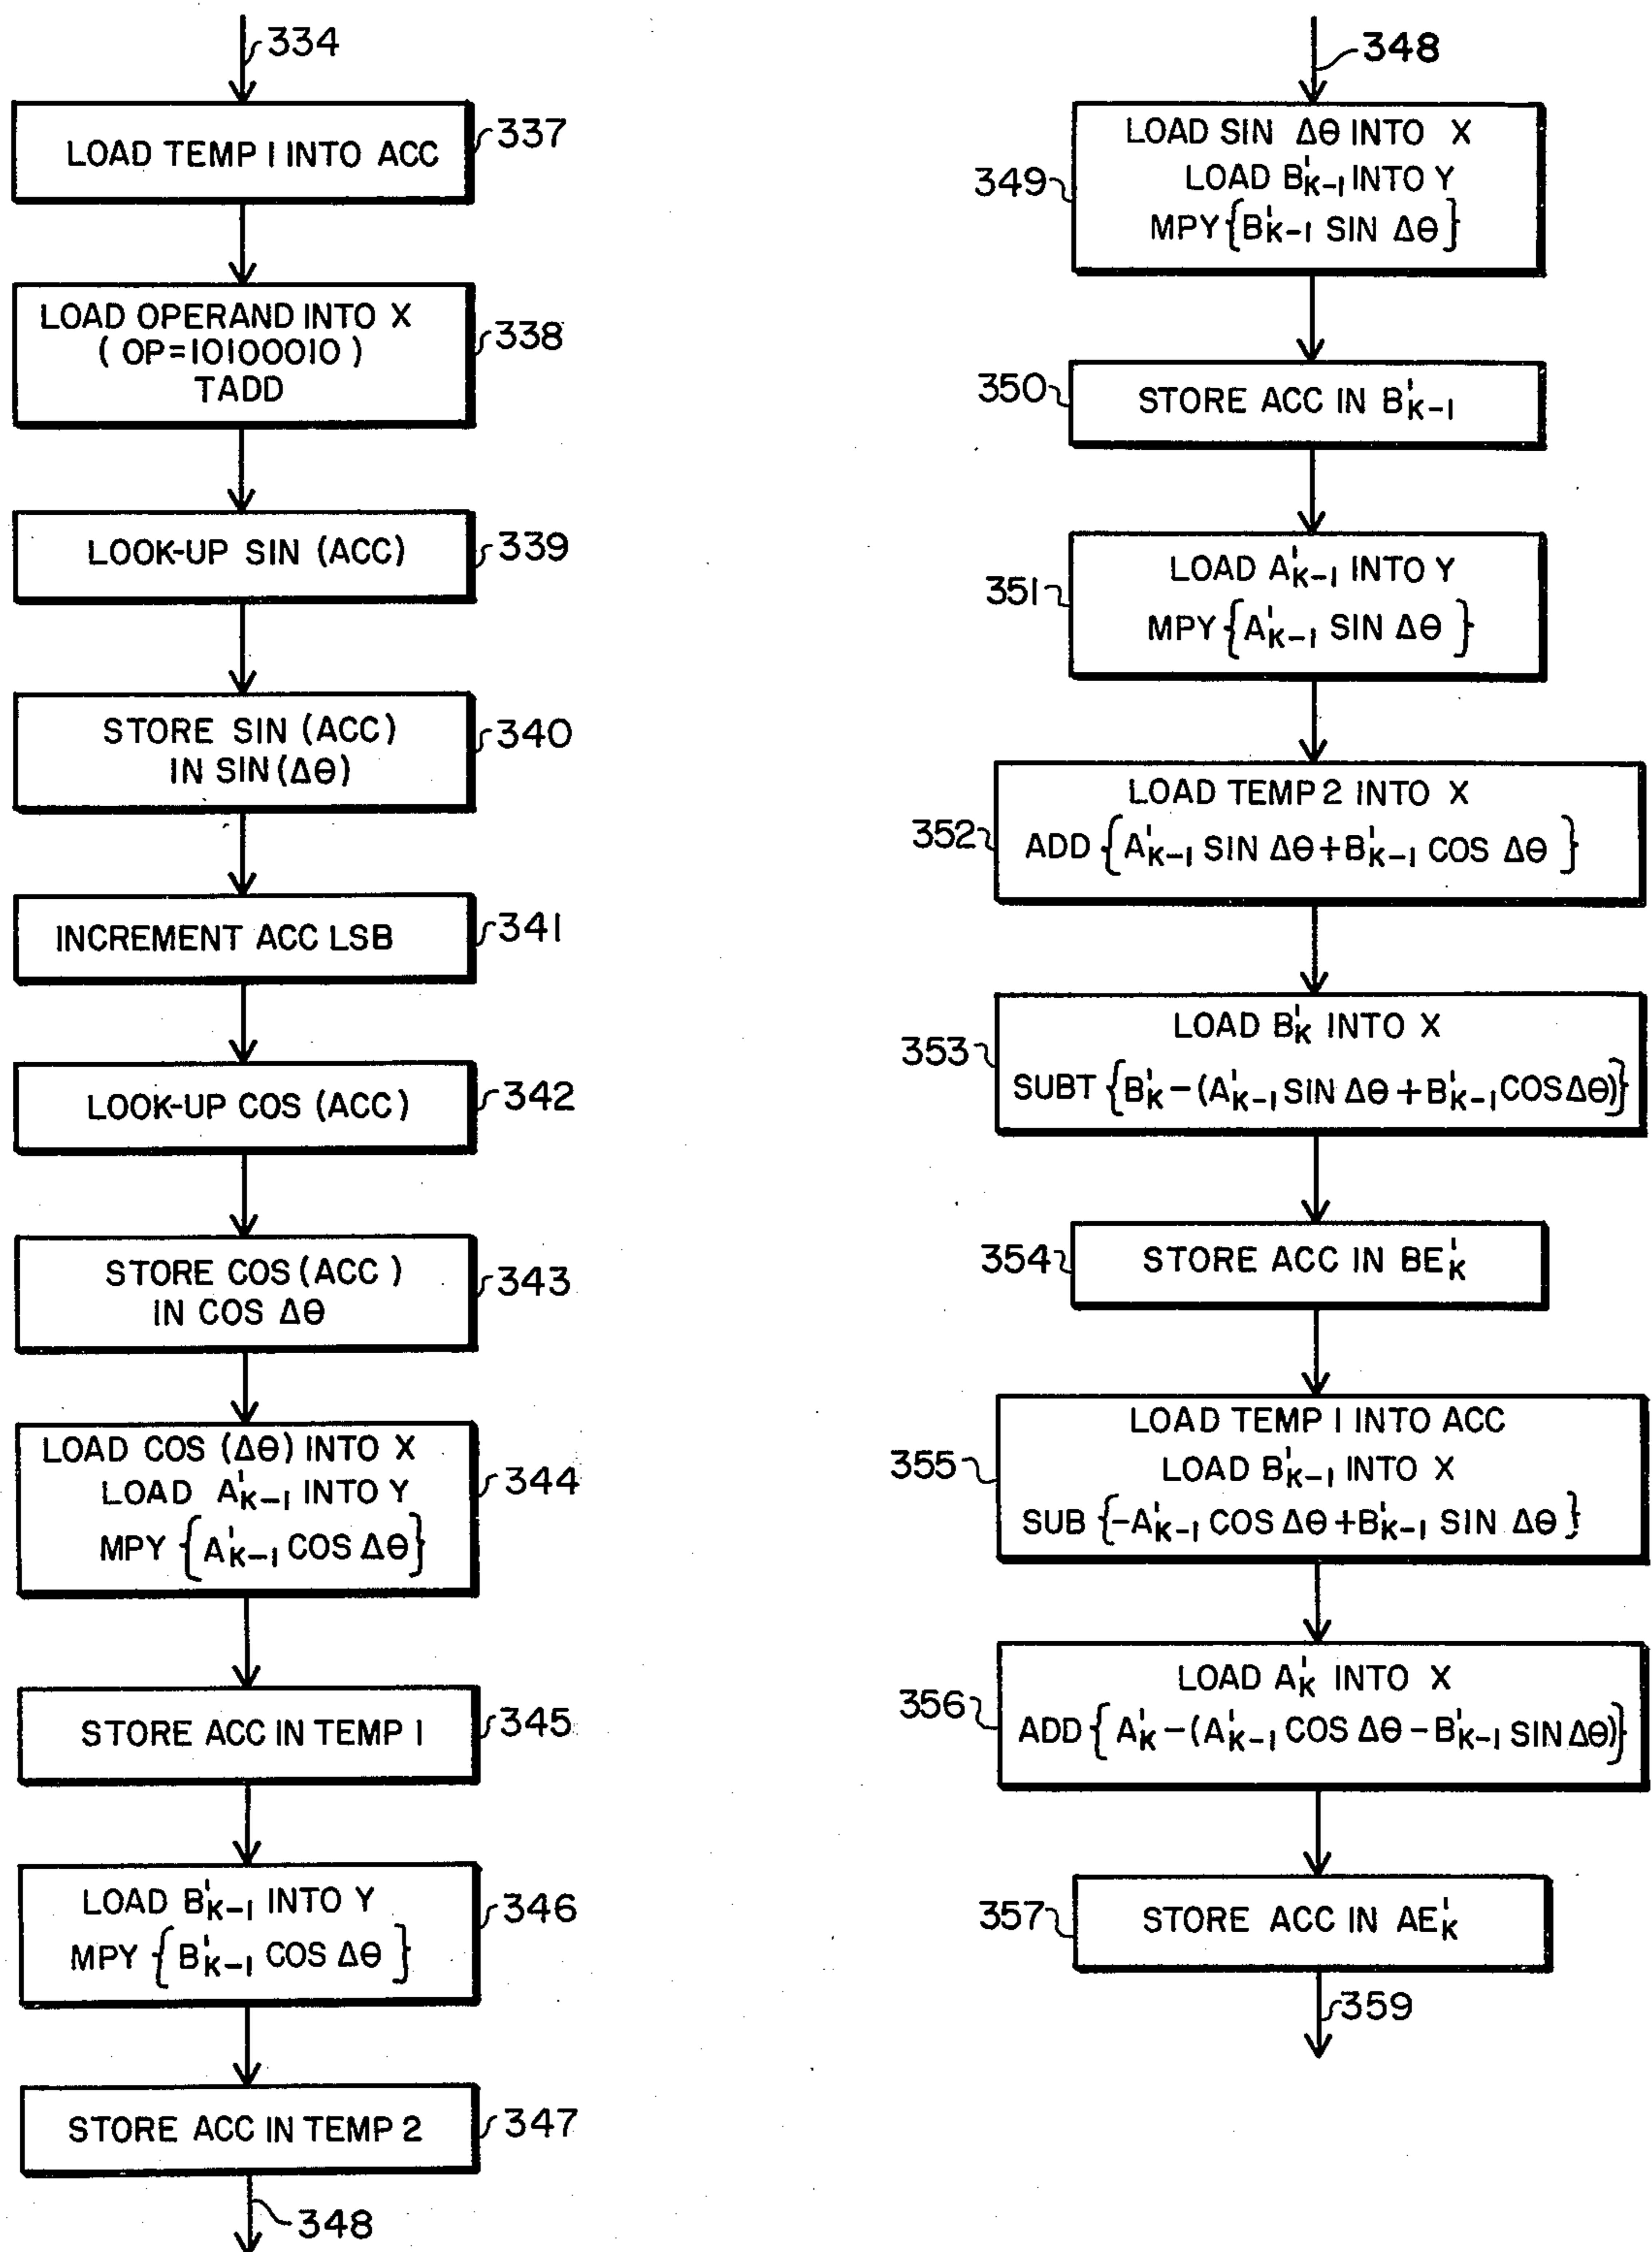 334
LOAD TEMP 1 INTO ACC
337
LOAD OPERAND INTO X
( OP=10100010 )
TADD
338
LOOK-UP SIN (ACC)
339
STORE SIN (ACC)
IN SIN (Δθ)
340
INCREMENT ACC LSB
341
LOOK-UP COS (ACC)
342
STORE COS (ACC)
IN COS Δθ
343
LOAD COS (Δθ) INTO X
LOAD A'K-1 INTO Y
MPY {A'K-1 COS Δθ}
344
STORE ACC IN TEMP 1
345
LOAD B'K-1 INTO Y
MPY {B'K-1 COS Δθ}
346
STORE ACC IN TEMP 2
347
348
348
LOAD SIN Δθ INTO X
LOAD B'K-1 INTO Y
MPY {B'K-1 SIN Δθ}
349
STORE ACC IN B'K-1
350
LOAD A'K-1 INTO Y
MPY {A'K-1 SIN Δθ}
351
LOAD TEMP 2 INTO X
ADD {A'K-1 SIN Δθ+B'K-1 COS Δθ}
352
LOAD B'K INTO X
SUBT {B'K-(A'K-1 SIN Δθ+B'K-1 COS Δθ)}
353
STORE ACC IN BE'K
354
LOAD TEMP 1 INTO ACC
LOAD B'K-1 INTO X
SUB {-A'K-1 COS Δθ+B'K-1 SIN Δθ}
355
LOAD A'K INTO X
ADD {A'K-(A'K-1 COS Δθ-B'K-1 SIN Δθ)}
356
STORE ACC IN AE'K
357
359